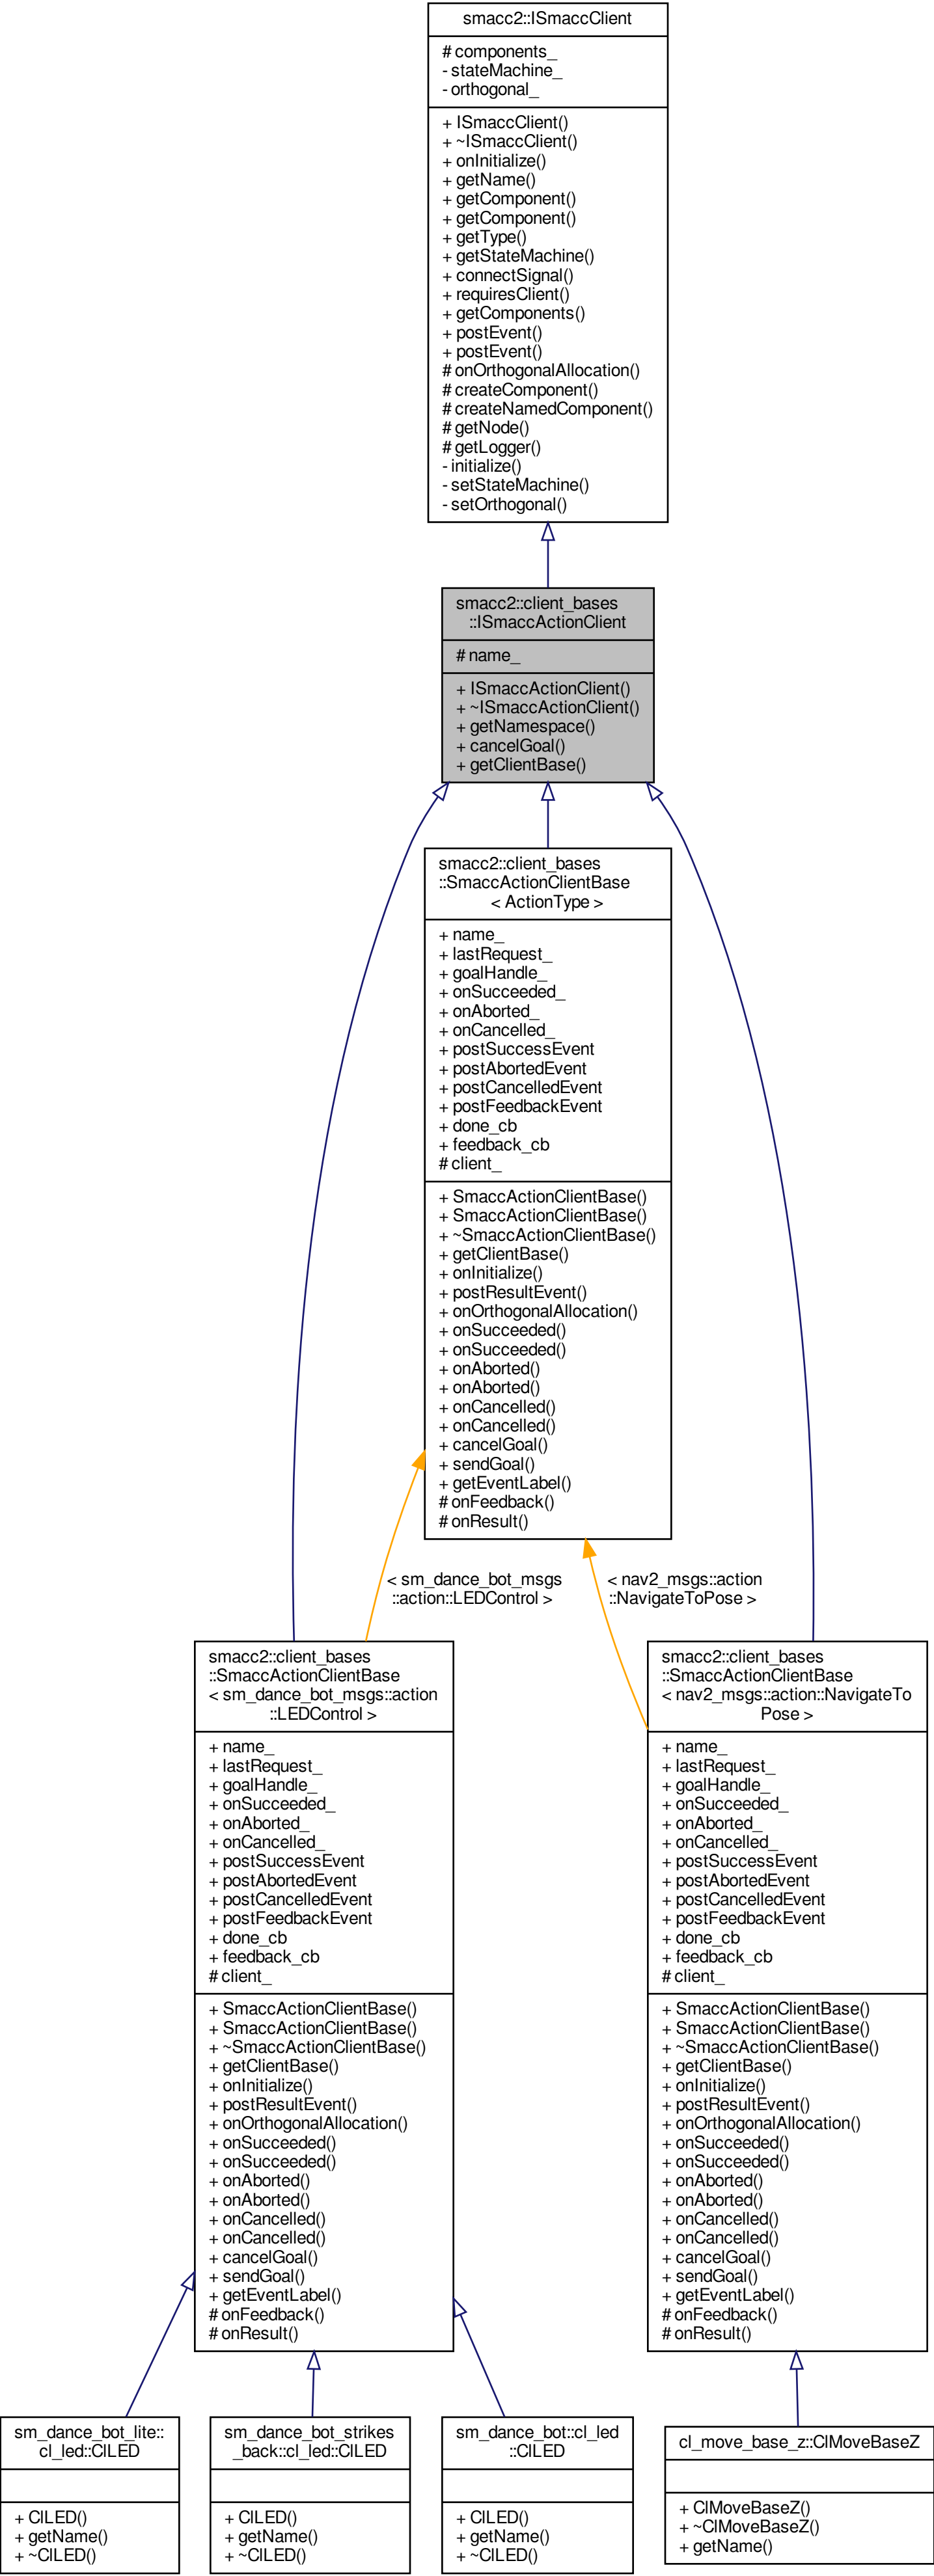 smacc2::ISmaccClient
# components_
- stateMachine_
- orthogonal_
+ ISmaccClient()
+ ~ISmaccClient()
+ onInitialize()
+ getName()
+ getComponent()
+ getComponent()
+ getType()
+ getStateMachine()
+ connectSignal()
+ requiresClient()
+ getComponents()
+ postEvent()
+ postEvent()
# onOrthogonalAllocation()
# createComponent()
# createNamedComponent()
# getNode()
# getLogger()
- initialize()
- setStateMachine()
- setOrthogonal()
smacc2::client_bases
::ISmaccActionClient
# name_
+ ISmaccActionClient()
+ ~ISmaccActionClient()
+ getNamespace()
+ cancelGoal()
+ getClientBase()
smacc2::client_bases
::SmaccActionClientBase
< ActionType >
+ name_
+ lastRequest_
+ goalHandle_
+ onSucceeded_
+ onAborted_
+ onCancelled_
+ postSuccessEvent
+ postAbortedEvent
+ postCancelledEvent
+ postFeedbackEvent
+ done_cb
+ feedback_cb
# client_
+ SmaccActionClientBase()
+ SmaccActionClientBase()
+ ~SmaccActionClientBase()
+ getClientBase()
+ onInitialize()
+ postResultEvent()
+ onOrthogonalAllocation()
+ onSucceeded()
+ onSucceeded()
+ onAborted()
+ onAborted()
+ onCancelled()
+ onCancelled()
+ cancelGoal()
+ sendGoal()
+ getEventLabel()
# onFeedback()
# onResult()
< sm_dance_bot_msgs
::action::LEDControl >
< nav2_msgs::action
::NavigateToPose >
smacc2::client_bases
::SmaccActionClientBase
< sm_dance_bot_msgs::action
::LEDControl >
+ name_
+ lastRequest_
+ goalHandle_
+ onSucceeded_
+ onAborted_
+ onCancelled_
+ postSuccessEvent
+ postAbortedEvent
+ postCancelledEvent
+ postFeedbackEvent
+ done_cb
+ feedback_cb
# client_
+ SmaccActionClientBase()
+ SmaccActionClientBase()
+ ~SmaccActionClientBase()
+ getClientBase()
+ onInitialize()
+ postResultEvent()
+ onOrthogonalAllocation()
+ onSucceeded()
+ onSucceeded()
+ onAborted()
+ onAborted()
+ onCancelled()
+ onCancelled()
+ cancelGoal()
+ sendGoal()
+ getEventLabel()
# onFeedback()
# onResult()
smacc2::client_bases
::SmaccActionClientBase
< nav2_msgs::action::NavigateTo
Pose >
+ name_
+ lastRequest_
+ goalHandle_
+ onSucceeded_
+ onAborted_
+ onCancelled_
+ postSuccessEvent
+ postAbortedEvent
+ postCancelledEvent
+ postFeedbackEvent
+ done_cb
+ feedback_cb
# client_
+ SmaccActionClientBase()
+ SmaccActionClientBase()
+ ~SmaccActionClientBase()
+ getClientBase()
+ onInitialize()
+ postResultEvent()
+ onOrthogonalAllocation()
+ onSucceeded()
+ onSucceeded()
+ onAborted()
+ onAborted()
+ onCancelled()
+ onCancelled()
+ cancelGoal()
+ sendGoal()
+ getEventLabel()
# onFeedback()
# onResult()
sm_dance_bot_lite::
cl_led::ClLED
+ ClLED()
+ getName()
+ ~ClLED()
sm_dance_bot_strikes
_back::cl_led::ClLED
+ ClLED()
+ getName()
+ ~ClLED()
sm_dance_bot::cl_led
::ClLED
+ ClLED()
+ getName()
+ ~ClLED()
cl_move_base_z::ClMoveBaseZ
+ ClMoveBaseZ()
+ ~ClMoveBaseZ()
+ getName()